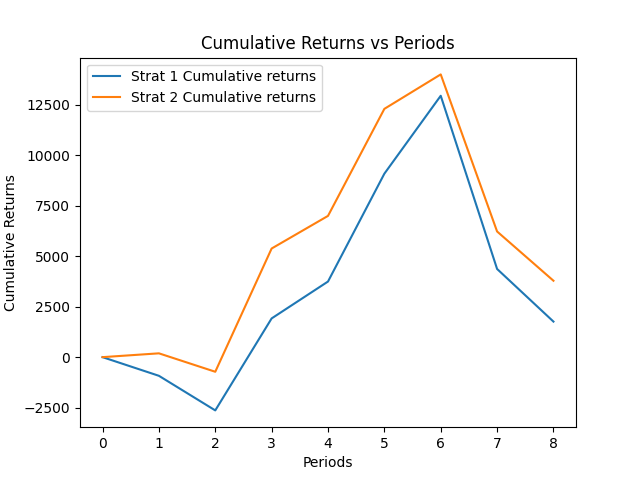 Cumulative Returns vs Periods
Strat 1 Cumulative returns
Strat 2 Cumulative returns
Cumulative Returns
12500
10000
7500
5000
2500
0
−2500
0 1 2 3 4 5 6 7 8
Periods